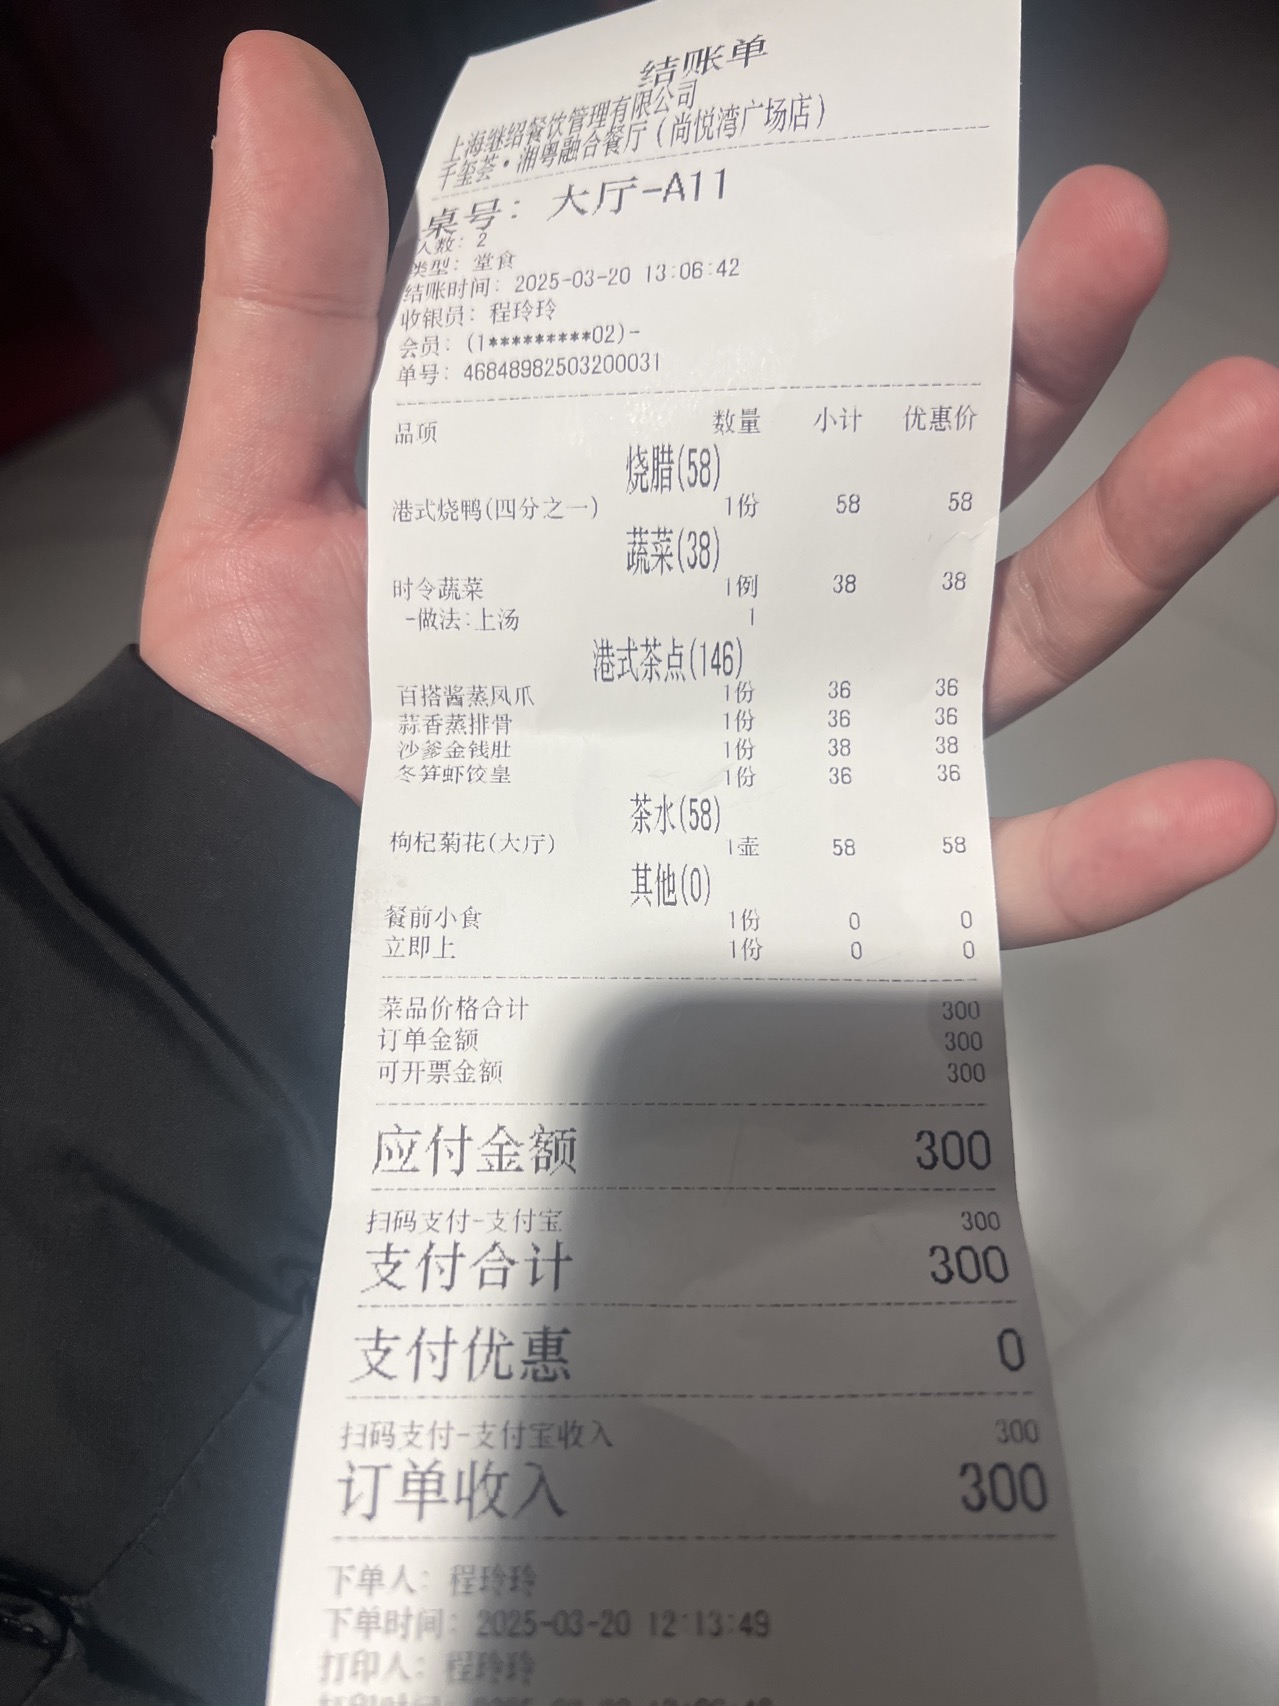 结账单
上海继绍餐饮管理有限公司
千玺荟·湘粤融合餐厅（尚悦湾广场店）
桌号：大厅-A11
人数：2
类型：堂食
结账时间：2025-03-20 13:06:42
收银员：程玲玲
会员：(1*********02)-
单号：46848982503200031
品项 数量 小计 优惠价
烧腊(58)
港式烧鸭(四分之一) 1份 58 58
蔬菜(38)
时令蔬菜 1例 38 38
-做法:上汤 1
港式茶点(146)
百搭酱蒸凤爪 1份 36 36
蒜香蒸排骨 1份 36 36
沙爹金钱肚 1份 38 38
冬笋虾饺皇 1份 36 36
茶水(58)
枸杞菊花(大厅) 1壶 58 58
其他(0)
餐前小食 1份 0 0
立即上 1份 0 0
菜品价格合计 300
订单金额 300
可开票金额 300
应付金额 300
扫码支付-支付宝 300
支付合计 300
支付优惠 0
扫码支付-支付宝收入 300
订单收入 300
下单人：程玲玲
下单时间：2025-03-20 12:13:49
打印人：程玲玲